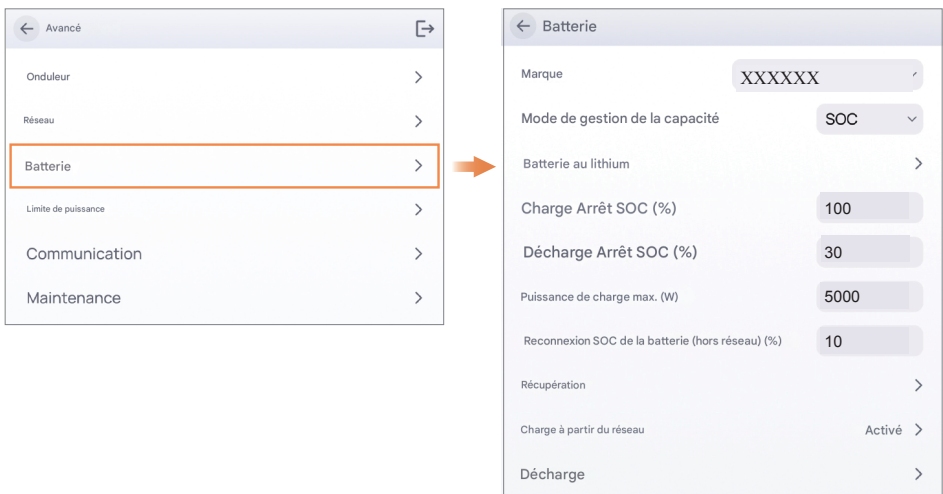 Avancé
Onduleur
Réseau
Batterie
Limite de puissance
Communication
Maintenance
Batterie
Marque XXXXXX
Mode de gestion de la capacité SOC
Batterie au lithium
Charge Arrêt SOC (%) 100
Décharge Arrêt SOC (%) 30
Puissance de charge max. (W) 5000
Reconnexion SOC de la batterie (hors réseau) (%) 10
Récupération
Charge à partir du réseau Activé
Décharge